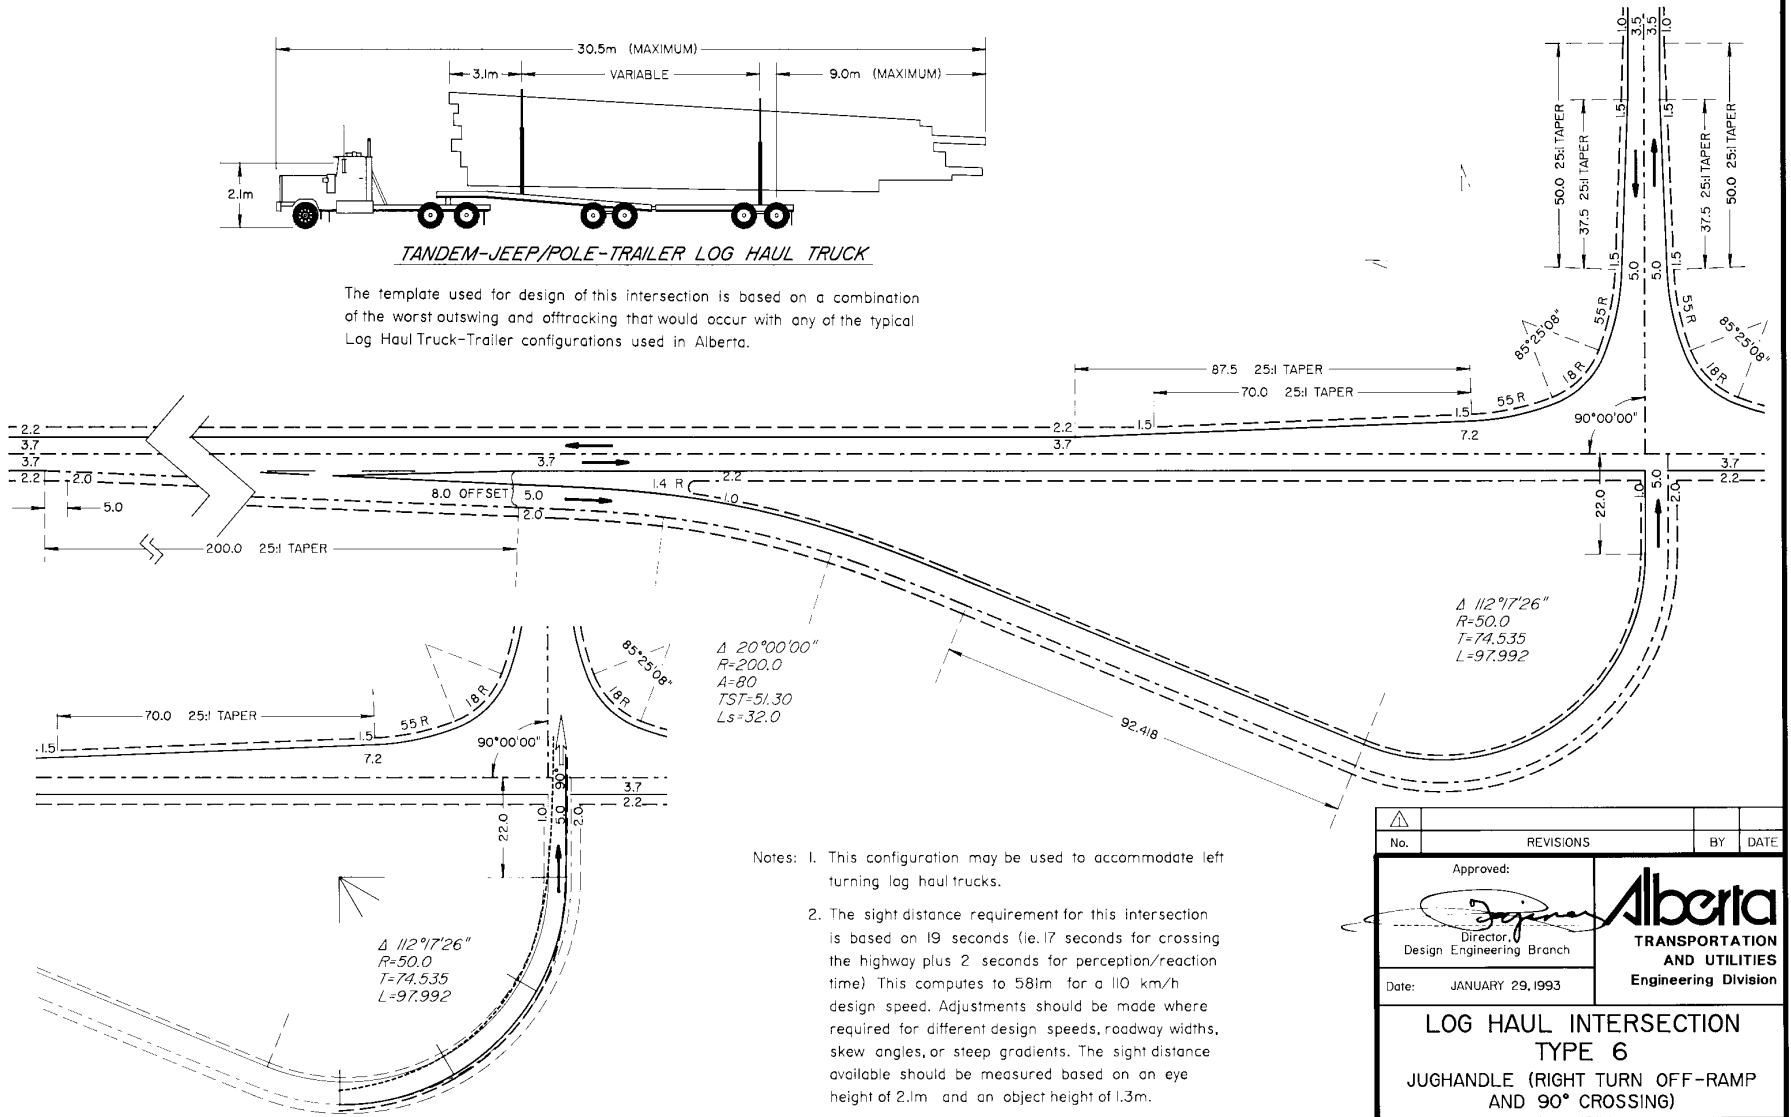 30.5m (MAXIMUM)
3.1m
VARIABLE
9.0m (MAXIMUM)
2.1m
TANDEM-JEEP/POLE-TRAILER LOG HAUL TRUCK
The template used for design of this intersection is based on a combination
of the worst outswing and offtracking that would occur with any of the typical
Log Haul Truck-Trailer configurations used in Alberta.
1.0
3.5
3.5
1.0
50.0 25:1 TAPER
37.5 25:1 TAPER
1.5
1.5
37.5 25:1 TAPER
50.0 25:1 TAPER
1.5
5.0
5.0
1.5
55R
55R
85°25'08"
85°25'08"
18R
18R
87.5 25:1 TAPER
70.0 25:1 TAPER
55R
90°00'00"
2.2
3.7
3.7
2.2
2.0
5.0
200.0 25:1 TAPER
3.7
8.0 OFFSET
5.0
2.0
1.4 R
2.2
1.0
2.2
3.7
1.5
1.5
7.2
3.7
2.2
22.0
1.0
5.0
2.0
Δ 112°17'26"
R=50.0
T=74.535
L=97.992
Δ 20°00'00"
R=200.0
A=80
TST=51.30
Ls=32.0
92.418
85°25'08"
18R
18R
55R
70.0 25:1 TAPER
1.5
1.5
7.2
90°00'00"
90°
3.7
2.2
22.0
1.0
5.0
2.0
Δ 112°17'26"
R=50.0
T=74.535
L=97.992
Notes: 1. This configuration may be used to accommodate left
turning log haul trucks.
2. The sight distance requirement for this intersection
is based on 19 seconds (ie. 17 seconds for crossing
the highway plus 2 seconds for perception/reaction
time) This computes to 581m for a 110 km/h
design speed. Adjustments should be made where
required for different design speeds, roadway widths,
skew angles, or steep gradients. The sight distance
available should be measured based on an eye
height of 2.1m and an object height of 1.3m.
1
No. REVISIONS BY DATE
Approved:
Director,
Design Engineering Branch
Date: JANUARY 29, 1993
Alberta
TRANSPORTATION
AND UTILITIES
Engineering Division
LOG HAUL INTERSECTION
TYPE 6
JUGHANDLE (RIGHT TURN OFF-RAMP
AND 90° CROSSING)